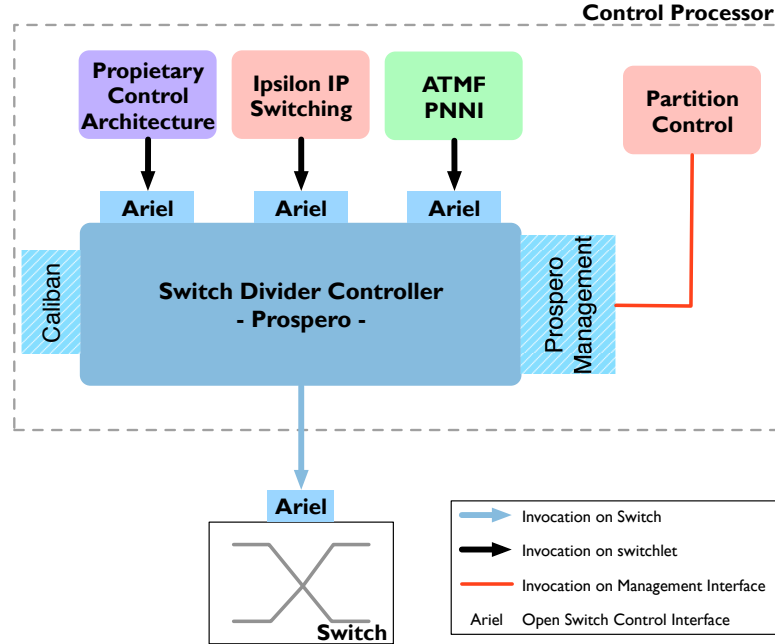 Control Processor
Propietary
Control
Architecture
Ipsilon IP
Switching
ATMF
PNNI
Partition
Control
Ariel
Ariel
Ariel
Caliban
Switch Divider Controller
- Prospero -
Prospero
Management
Ariel
Switch
Invocation on Switch
Invocation on switchlet
Invocation on Management Interface
Ariel Open Switch Control Interface